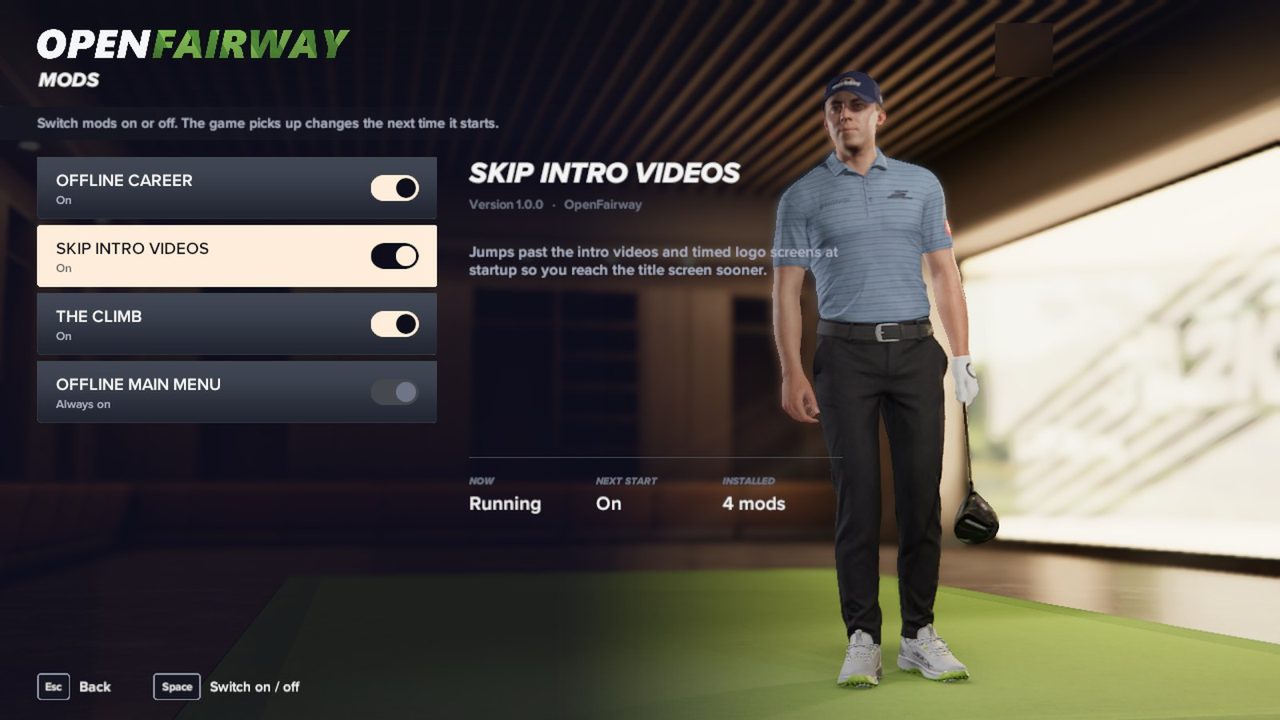 OPENFAIRWAY
MODS
Switch mods on or off. The game picks up changes the next time it starts.
OFFLINE CAREER
On
SKIP INTRO VIDEOS
On
THE CLIMB
On
OFFLINE MAIN MENU
Always on
SKIP INTRO VIDEOS
Version 1.0.0 · OpenFairway
Jumps past the intro videos and timed logo screens at
startup so you reach the title screen sooner.
NOW NEXT START INSTALLED
Running On 4 mods
Esc Back Space Switch on / off